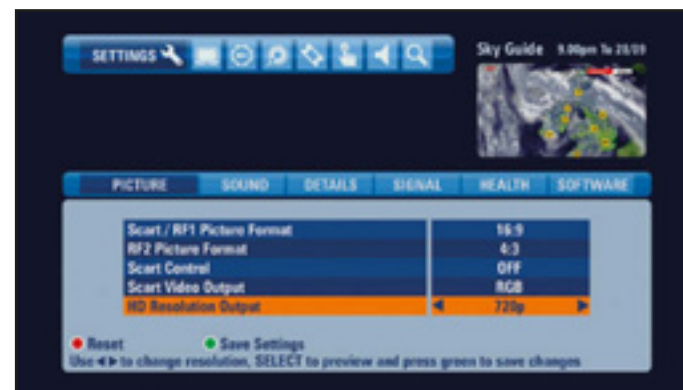 SETTINGS
Sky Guide 9.00pm Tu 20/09
PICTURE SOUND DETAILS SIGNAL HEALTH SOFTWARE
Scart / RF1 Picture Format 16:9
RF2 Picture Format 4:3
Scart Control OFF
Scart Video Output RGB
HD Resolution Output 720p
Reset Save Settings
Use ◄ ► to change resolution, SELECT to preview and press green to save changes